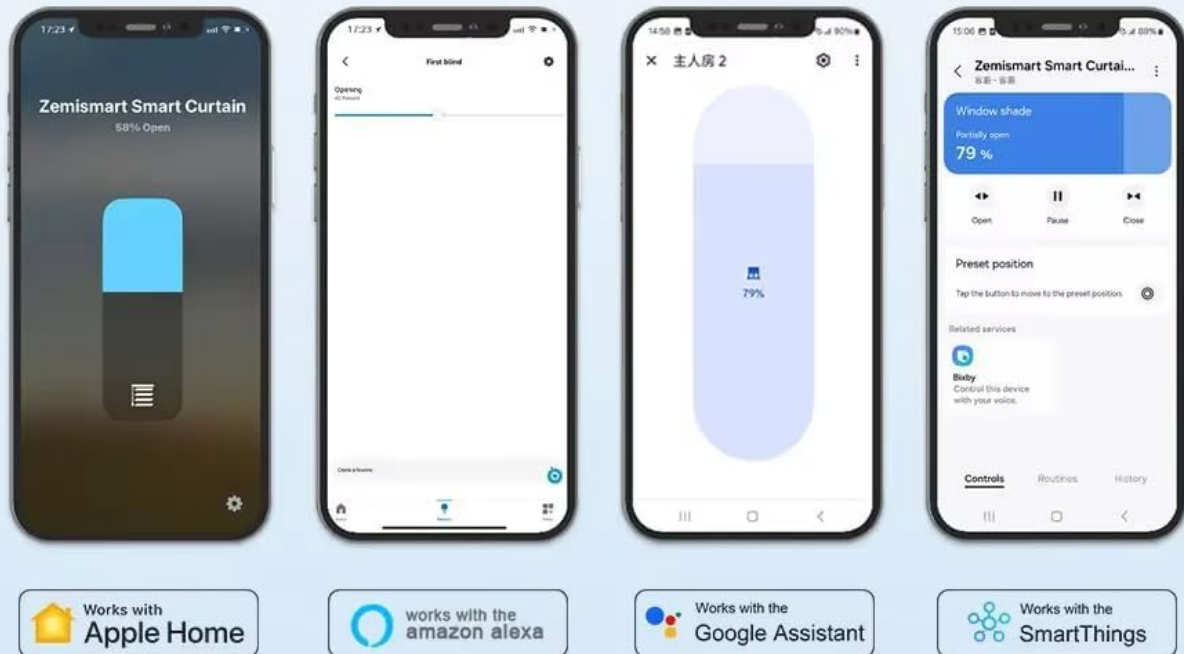 17:23
Zemismart Smart Curtain
58% Open
Works with
Apple Home
17:23
First blind
Opening
works with the
amazon alexa
14:58
90%
主人房 2
79%
Works with the
Google Assistant
15:06
89%
Zemismart Smart Curtai...
Window shade
Partially open
79 %
Open
Pause
Close
Preset position
Tap the button to move to the preset position.
Related services
Bixby
Control this device
with your voice.
Controls
Routines
History
Works with the
SmartThings